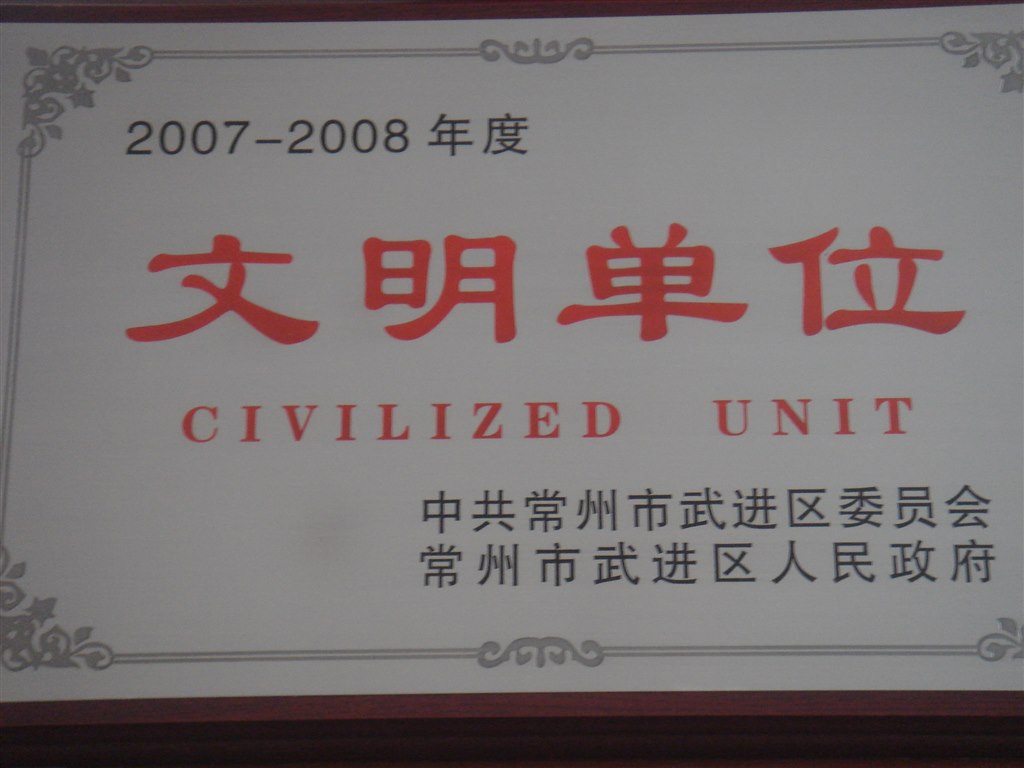 2007-2008 年度
文明单位
CIVILIZED UNIT
中共常州市武进区委员会
常州市武进区人民政府